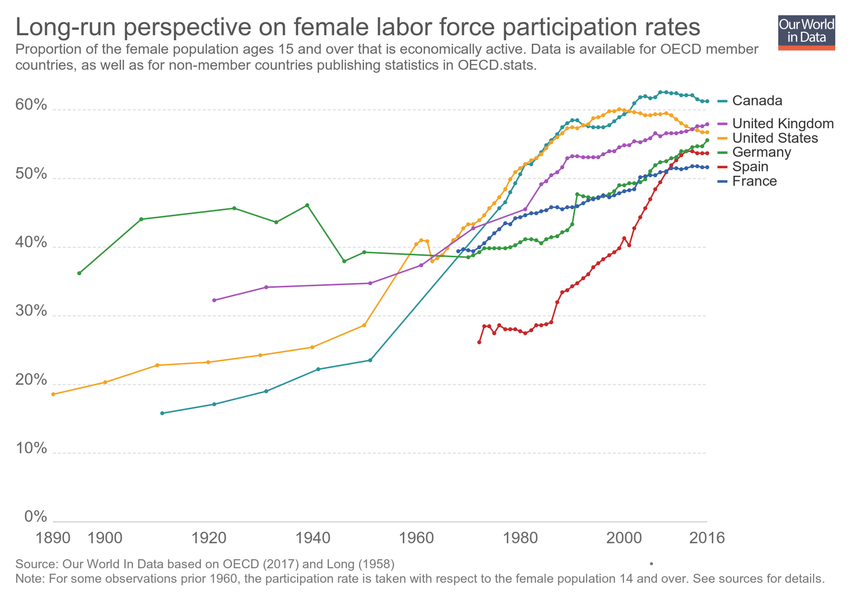 Long-run perspective on female labor force participation rates
Our World
in Data
Proportion of the female population ages 15 and over that is economically active. Data is available for OECD member
countries, as well as for non-member countries publishing statistics in OECD.stats.
60%
50%
40%
30%
20%
10%
0%
Canada
United Kingdom
United States
Germany
Spain
France
1890 1900 1920 1940 1960 1980 2000 2016
Source: Our World In Data based on OECD (2017) and Long (1958)
Note: For some observations prior 1960, the participation rate is taken with respect to the female population 14 and over. See sources for details.